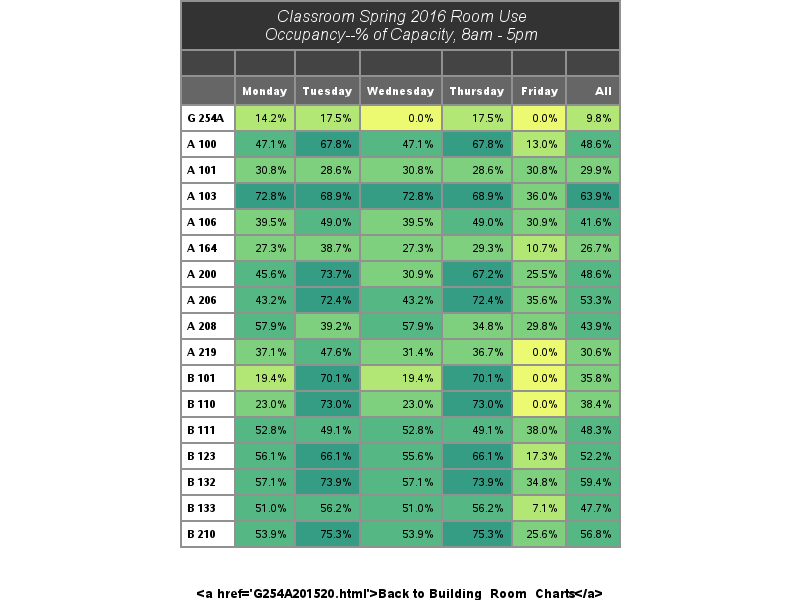 Classroom Spring 2016 Room Use
Occupancy--% of Capacity, 8am - 5pm
Monday Tuesday Wednesday Thursday Friday All
G 254A 14.2% 17.5% 0.0% 17.5% 0.0% 9.8%
A 100 47.1% 67.8% 47.1% 67.8% 13.0% 48.6%
A 101 30.8% 28.6% 30.8% 28.6% 30.8% 29.9%
A 103 72.8% 68.9% 72.8% 68.9% 36.0% 63.9%
A 106 39.5% 49.0% 39.5% 49.0% 30.9% 41.6%
A 164 27.3% 38.7% 27.3% 29.3% 10.7% 26.7%
A 200 45.6% 73.7% 30.9% 67.2% 25.5% 48.6%
A 206 43.2% 72.4% 43.2% 72.4% 35.6% 53.3%
A 208 57.9% 39.2% 57.9% 34.8% 29.8% 43.9%
A 219 37.1% 47.6% 31.4% 36.7% 0.0% 30.6%
B 101 19.4% 70.1% 19.4% 70.1% 0.0% 35.8%
B 110 23.0% 73.0% 23.0% 73.0% 0.0% 38.4%
B 111 52.8% 49.1% 52.8% 49.1% 38.0% 48.3%
B 123 56.1% 66.1% 55.6% 66.1% 17.3% 52.2%
B 132 57.1% 73.9% 57.1% 73.9% 34.8% 59.4%
B 133 51.0% 56.2% 51.0% 56.2% 7.1% 47.7%
B 210 53.9% 75.3% 53.9% 75.3% 25.6% 56.8%
<a href='G254A201520.html'>Back to Building Room Charts</a>